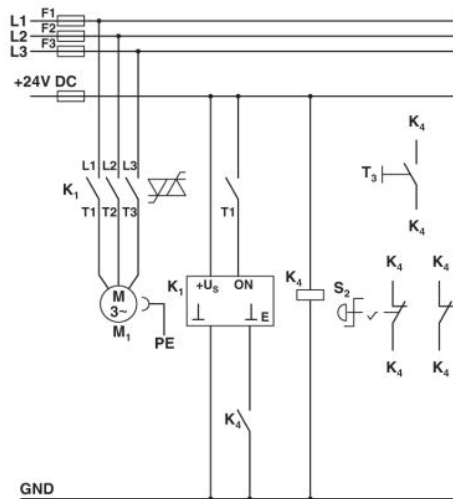 L1 F1
L2 F2
L3 F3
+24V DC
K4
L1 L2 L3
K1
T3
T1 T2 T3
T1
K4
K1 +US ON
K4
S2
K4 K4
M
3~
⊥ ⊥ E
M1
PE
K4 K4
K4
GND